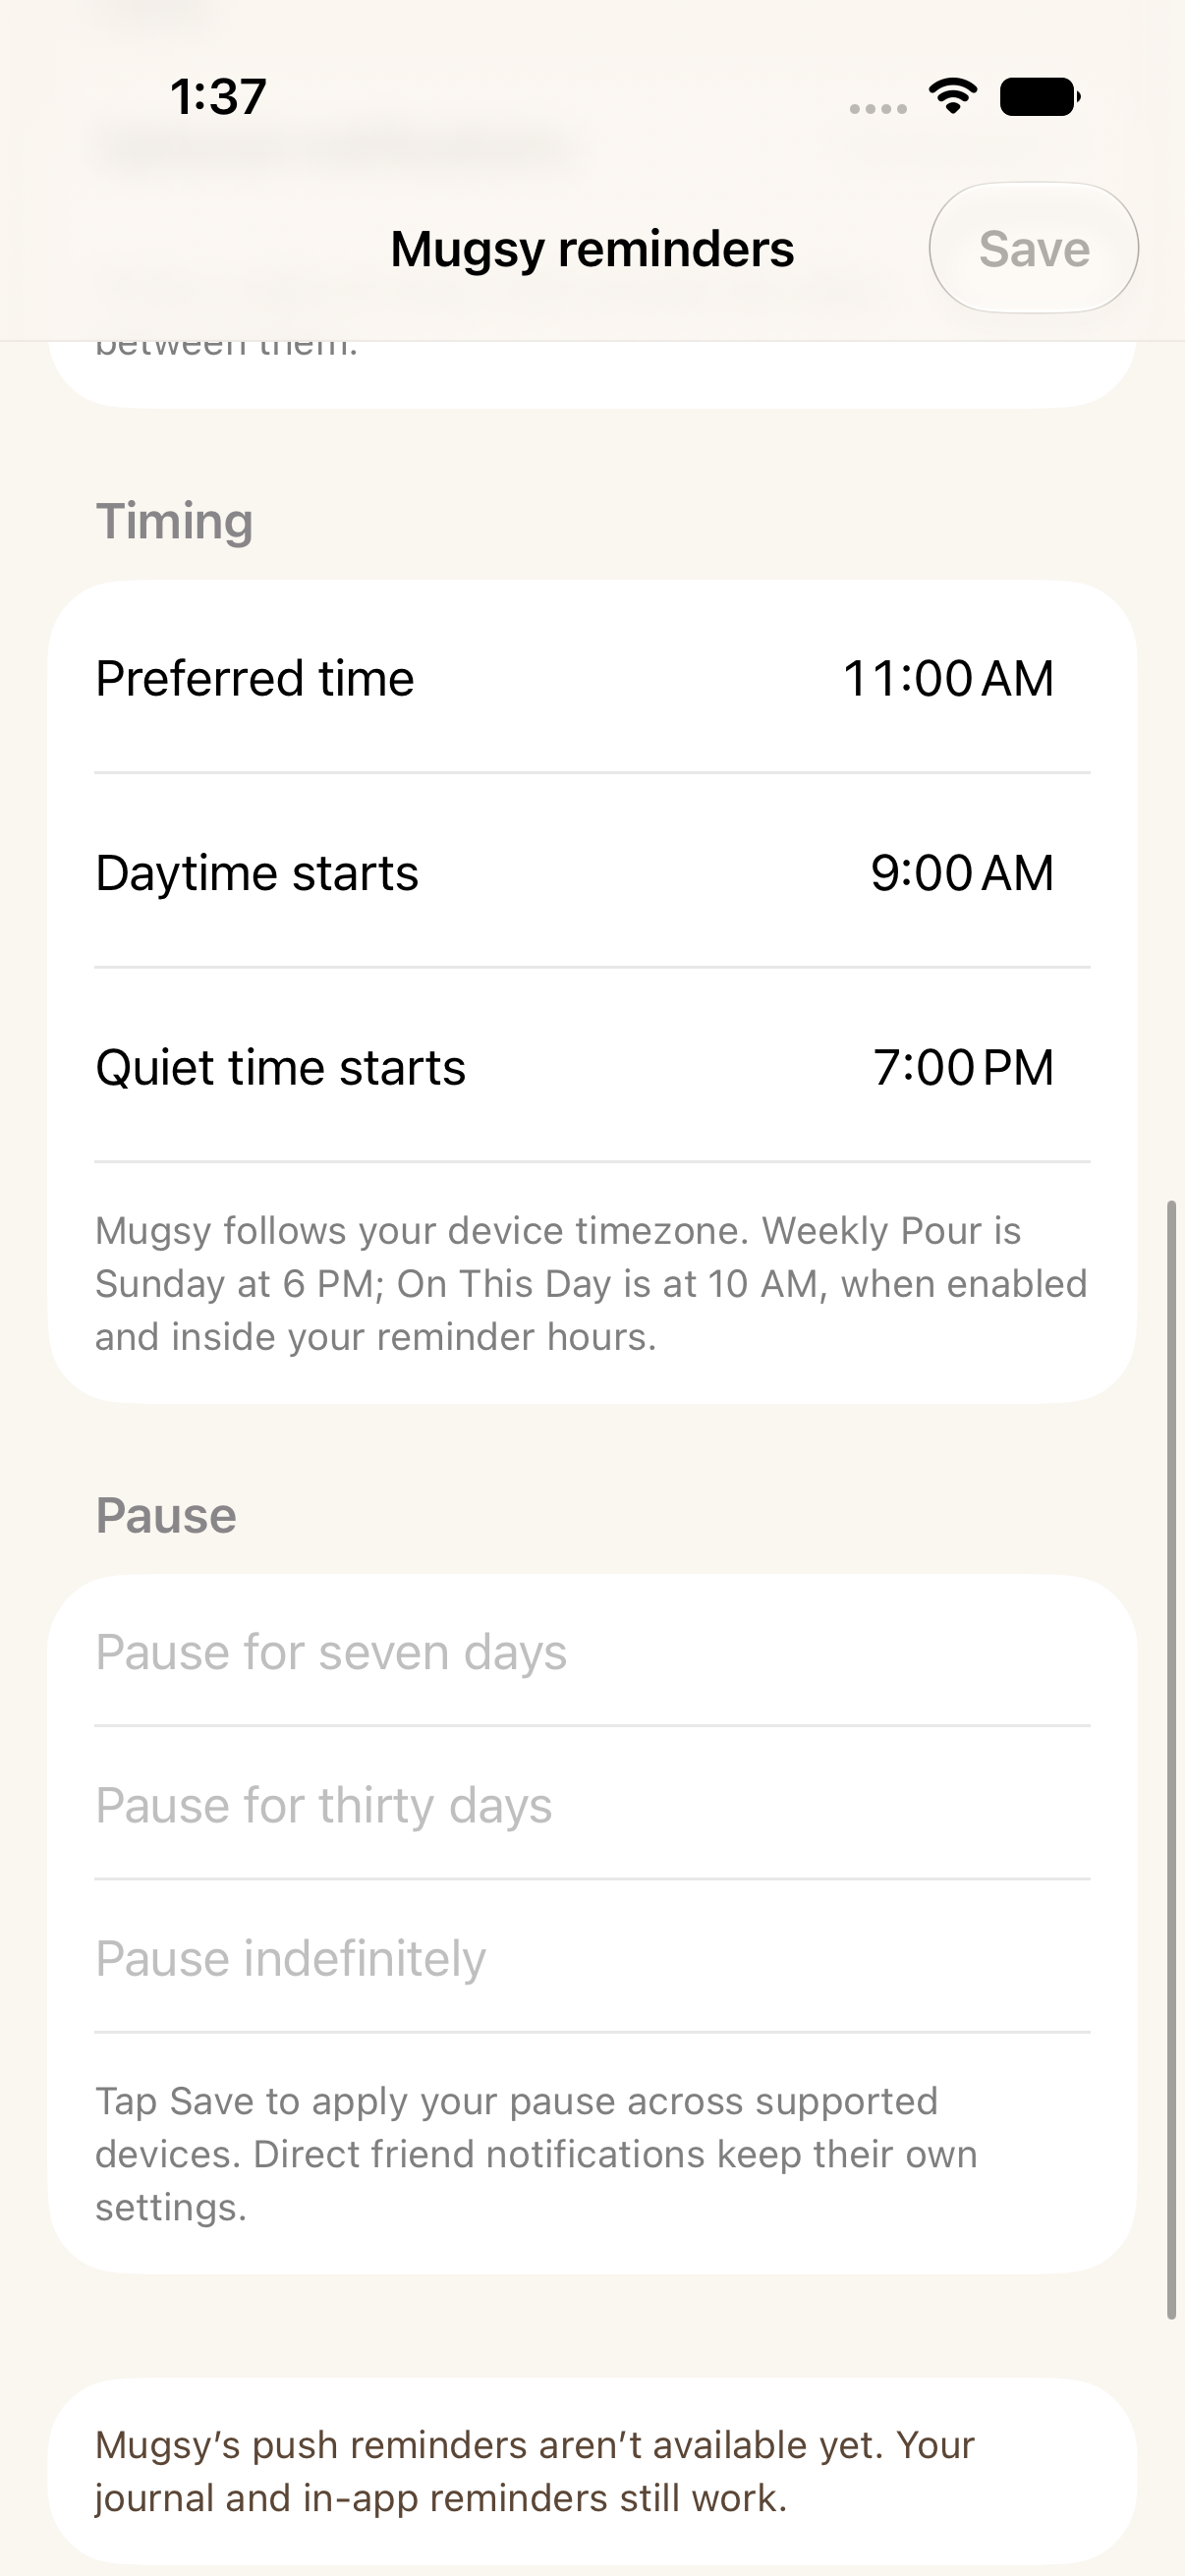 1:37
Mugsy reminders
Save
between them.
Timing
Preferred time
11:00 AM
Daytime starts
9:00 AM
Quiet time starts
7:00 PM
Mugsy follows your device timezone. Weekly Pour is
Sunday at 6 PM; On This Day is at 10 AM, when enabled
and inside your reminder hours.
Pause
Pause for seven days
Pause for thirty days
Pause indefinitely
Tap Save to apply your pause across supported
devices. Direct friend notifications keep their own
settings.
Mugsy’s push reminders aren’t available yet. Your
journal and in-app reminders still work.